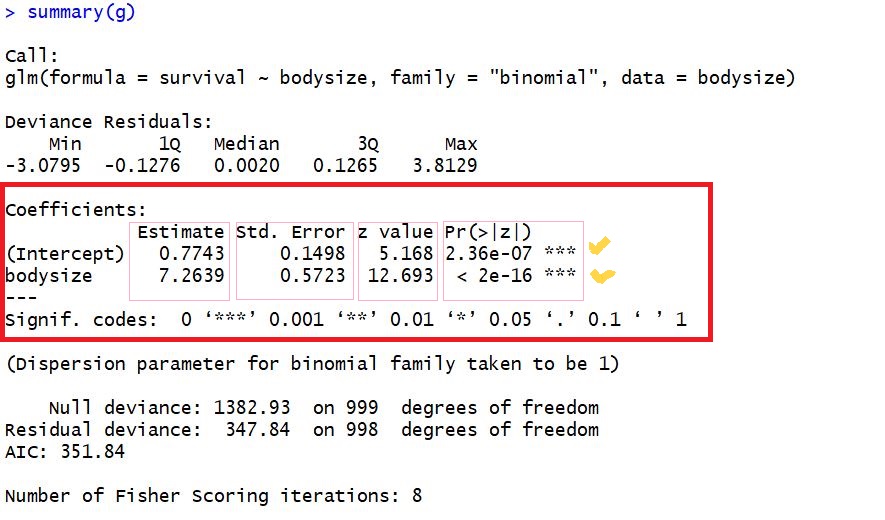 > summary(g)
Call:
glm(formula = survival ~ bodysize, family = "binomial", data = bodysize)
Deviance Residuals:
Min 1Q Median 3Q Max
-3.0795 -0.1276 0.0020 0.1265 3.8129
Coefficients:
Estimate Std. Error z value Pr(>|z|)
(Intercept) 0.7743 0.1498 5.168 2.36e-07 ***
bodysize 7.2639 0.5723 12.693 < 2e-16 ***
---
Signif. codes: 0 ‘***’ 0.001 ‘**’ 0.01 ‘*’ 0.05 ‘.’ 0.1 ‘ ’ 1
(Dispersion parameter for binomial family taken to be 1)
Null deviance: 1382.93 on 999 degrees of freedom
Residual deviance: 347.84 on 998 degrees of freedom
AIC: 351.84
Number of Fisher Scoring iterations: 8